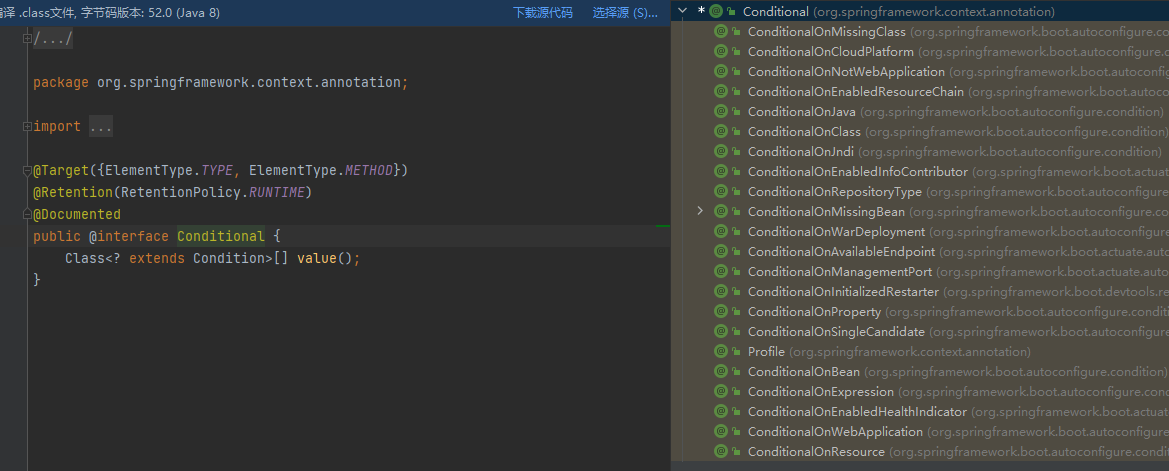 译 .class文件, 字节码版本: 52.0 (Java 8) 下载源代码 选择源 (S)...
/.../
package org.springframework.context.annotation;
import ...
@Target({ElementType.TYPE, ElementType.METHOD})
@Retention(RetentionPolicy.RUNTIME)
@Documented
public @interface Conditional {
Class<? extends Condition>[] value();
}
* Conditional (org.springframework.context.annotation)
ConditionalOnMissingClass (org.springframework.boot.autoconfigure.co
ConditionalOnCloudPlatform (org.springframework.boot.autoconfigure.
ConditionalOnNotWebApplication (org.springframework.boot.autoconfig
ConditionalOnEnabledResourceChain (org.springframework.boot.autoco
ConditionalOnJava (org.springframework.boot.autoconfigure.condition)
ConditionalOnClass (org.springframework.boot.autoconfigure.condition)
ConditionalOnJndi (org.springframework.boot.autoconfigure.condition)
ConditionalOnEnabledInfoContributor (org.springframework.boot.actuat
ConditionalOnRepositoryType (org.springframework.boot.autoconfigure
ConditionalOnMissingBean (org.springframework.boot.autoconfigure.co
ConditionalOnWarDeployment (org.springframework.boot.autoconfigur
ConditionalOnAvailableEndpoint (org.springframework.boot.actuate.auto
ConditionalOnManagementPort (org.springframework.boot.actuate.auto
ConditionalOnInitializedRestarter (org.springframework.boot.devtools.re
ConditionalOnProperty (org.springframework.boot.autoconfigure.conditi
ConditionalOnSingleCandidate (org.springframework.boot.autoconfigure
Profile (org.springframework.context.annotation)
ConditionalOnBean (org.springframework.boot.autoconfigure.condition)
ConditionalOnExpression (org.springframework.boot.autoconfigure.cond
ConditionalOnEnabledHealthIndicator (org.springframework.boot.actuat
ConditionalOnWebApplication (org.springframework.boot.autoconfigure
ConditionalOnResource (org.springframework.boot.autoconfigure.condi